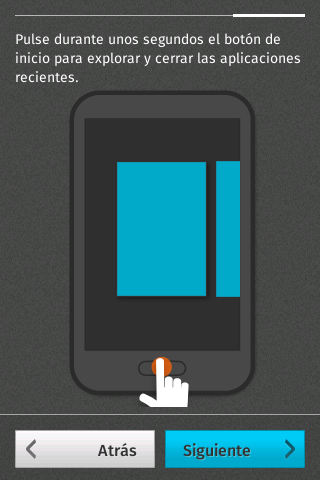 Pulse durante unos segundos el botón de
inicio para explorar y cerrar las aplicaciones
recientes.
Atrás
Siguiente